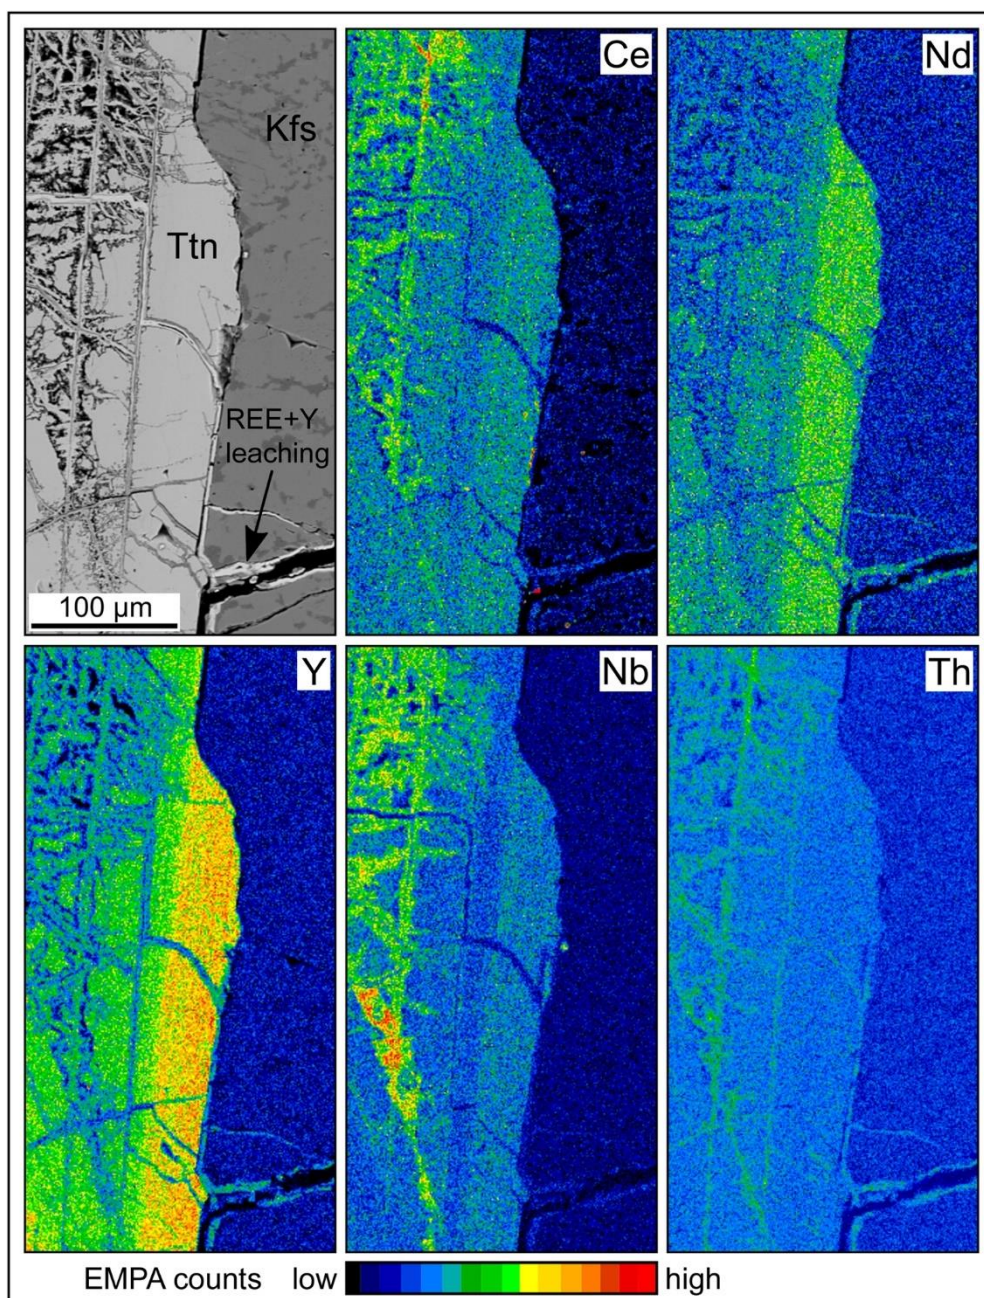 Ce
Nd
Kfs
Ttn
REE+Y
leaching
100 µm
Y
Nb
Th
EMPA counts low high